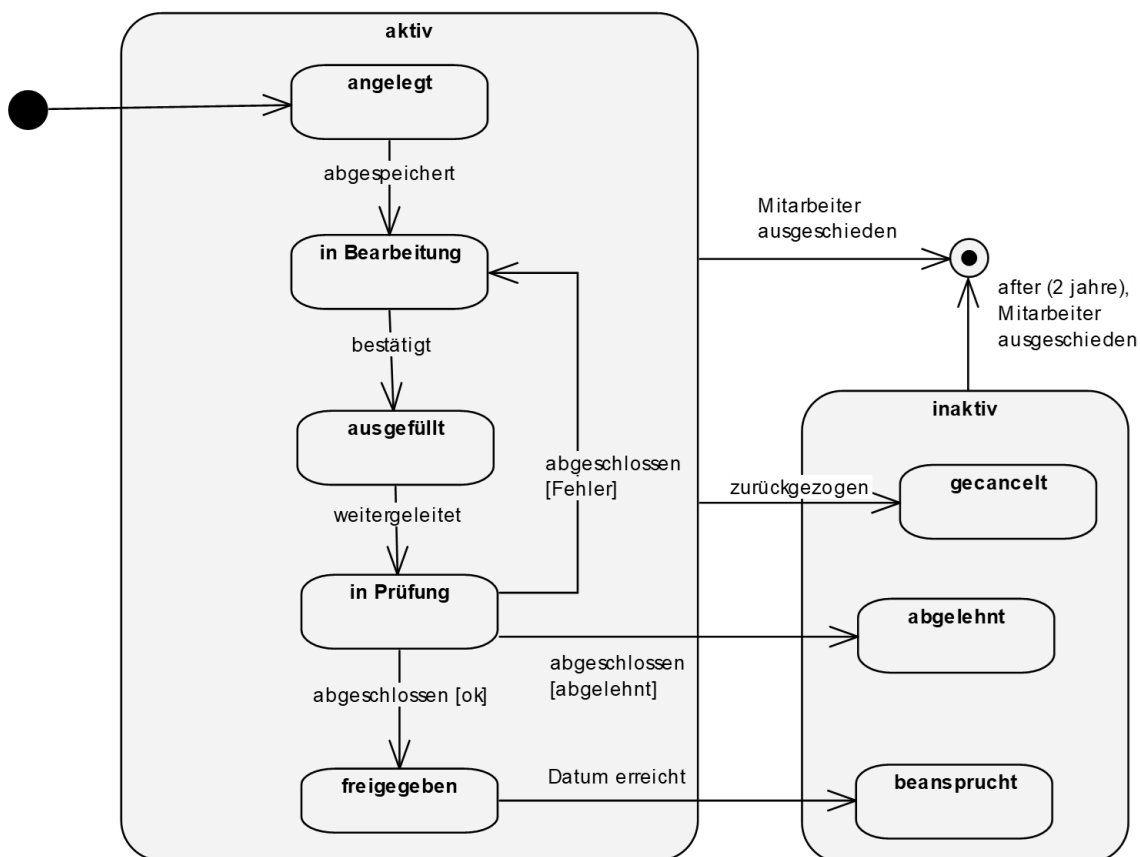 aktiv
angelegt
abgespeichert
in Bearbeitung
bestätigt
ausgefüllt
weitergeleitet
in Prüfung
abgeschlossen
[Fehler]
abgeschlossen [ok]
abgeschlossen
[abgelehnt]
freigegeben
Datum erreicht
Mitarbeiter
ausgeschieden
after (2 jahre),
Mitarbeiter
ausgeschieden
zurückgezogen
inaktiv
gecancelt
abgelehnt
beansprucht